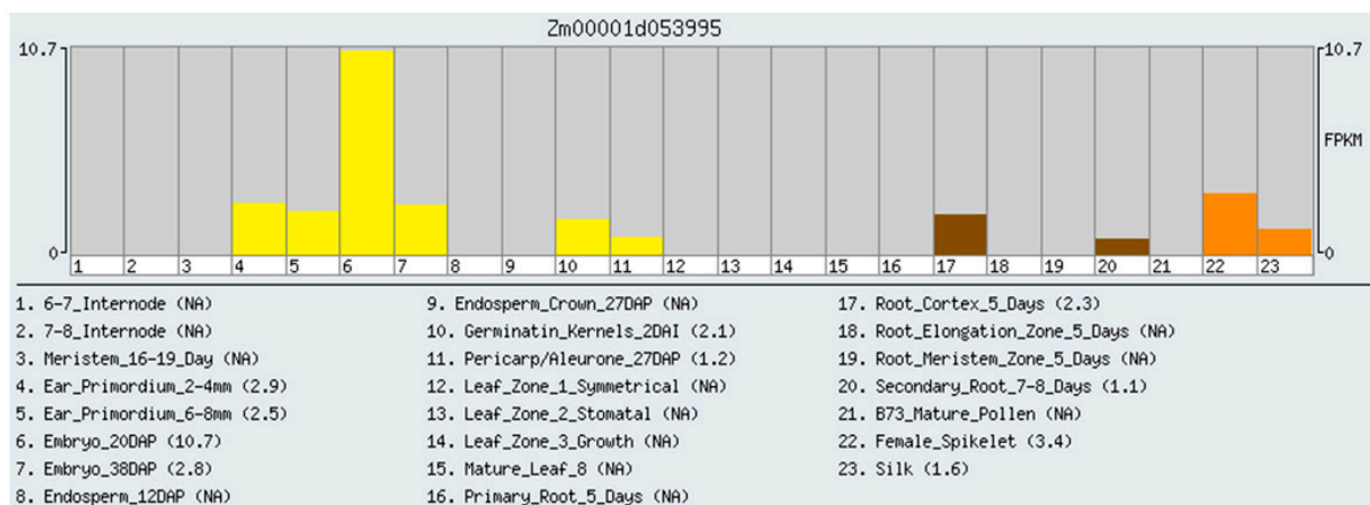 Zm00001d053995
10.7 10.7
FPKM
0 0
1 2 3 4 5 6 7 8 9 10 11 12 13 14 15 16 17 18 19 20 21 22 23
1. 6-7_Internode (NA)
2. 7-8_Internode (NA)
3. Meristem_16-19_Day (NA)
4. Ear_Primordium_2-4mm (2.9)
5. Ear_Primordium_6-8mm (2.5)
6. Embryo_20DAP (10.7)
7. Embryo_38DAP (2.8)
8. Endosperm_12DAP (NA)
9. Endosperm_Crown_27DAP (NA)
10. Germinatin_Kernels_2DAI (2.1)
11. Pericarp/Aleurone_27DAP (1.2)
12. Leaf_Zone_1_Symmetrical (NA)
13. Leaf_Zone_2_Stomatal (NA)
14. Leaf_Zone_3_Growth (NA)
15. Mature_Leaf_8 (NA)
16. Primary_Root_5_Days (NA)
17. Root_Cortex_5_Days (2.3)
18. Root_Elongation_Zone_5_Days (NA)
19. Root_Meristem_Zone_5_Days (NA)
20. Secondary_Root_7-8_Days (1.1)
21. B73_Mature_Pollen (NA)
22. Female_Spikelet (3.4)
23. Silk (1.6)